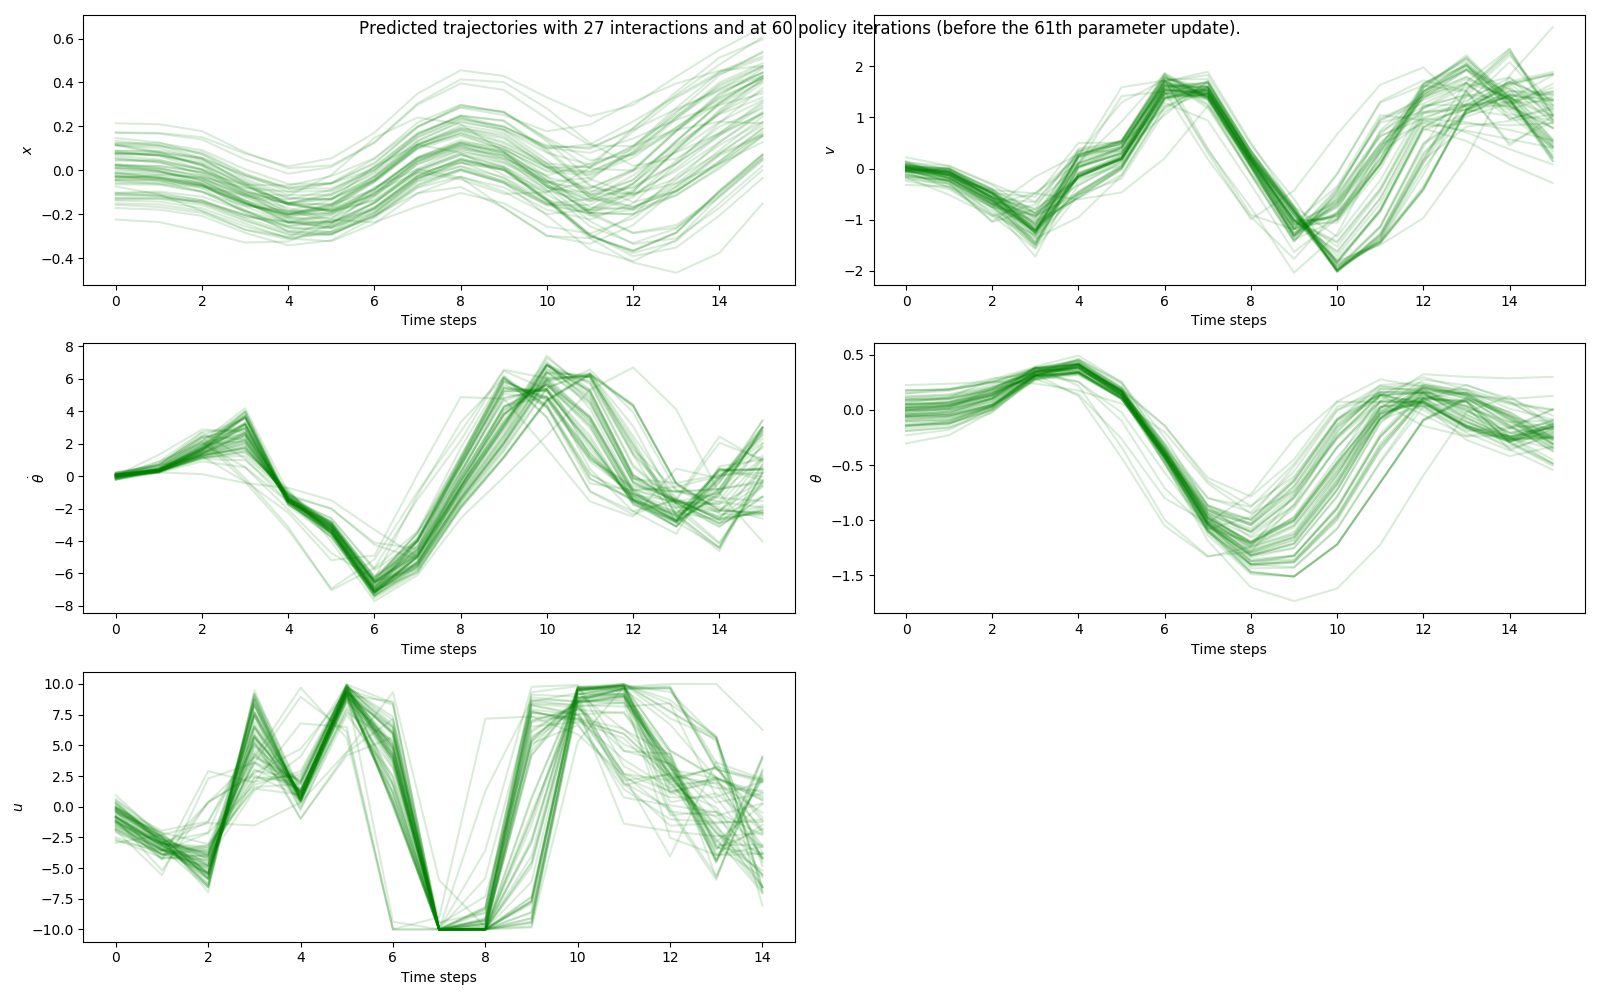 Predicted trajectories with 27 interactions and at 60 policy iterations (before the 61th parameter update).
0.6
0.4
0.2
0.0
−0.2
−0.4
x
0 2 4 6 8 10 12 14
Time steps
2
1
0
−1
−2
v
0 2 4 6 8 10 12 14
Time steps
8
6
4
2
0
−2
−4
−6
−8
θ̇
0 2 4 6 8 10 12 14
Time steps
0.5
0.0
−0.5
−1.0
−1.5
θ
0 2 4 6 8 10 12 14
Time steps
10.0
7.5
5.0
2.5
0.0
−2.5
−5.0
−7.5
−10.0
u
0 2 4 6 8 10 12 14
Time steps